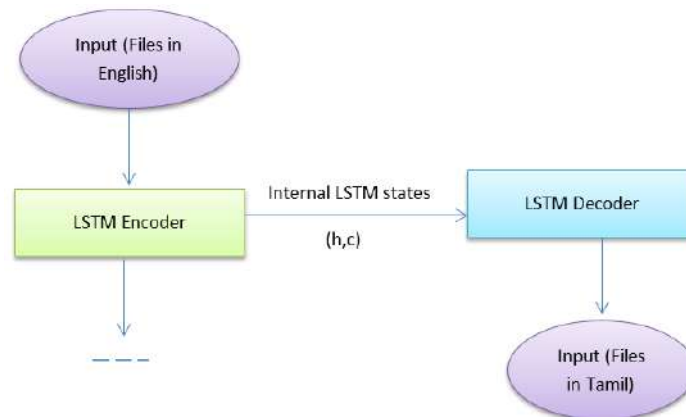 Input (Files in
English)
LSTM Encoder
Internal LSTM states
(h,c)
LSTM Decoder
Input (Files
in Tamil)